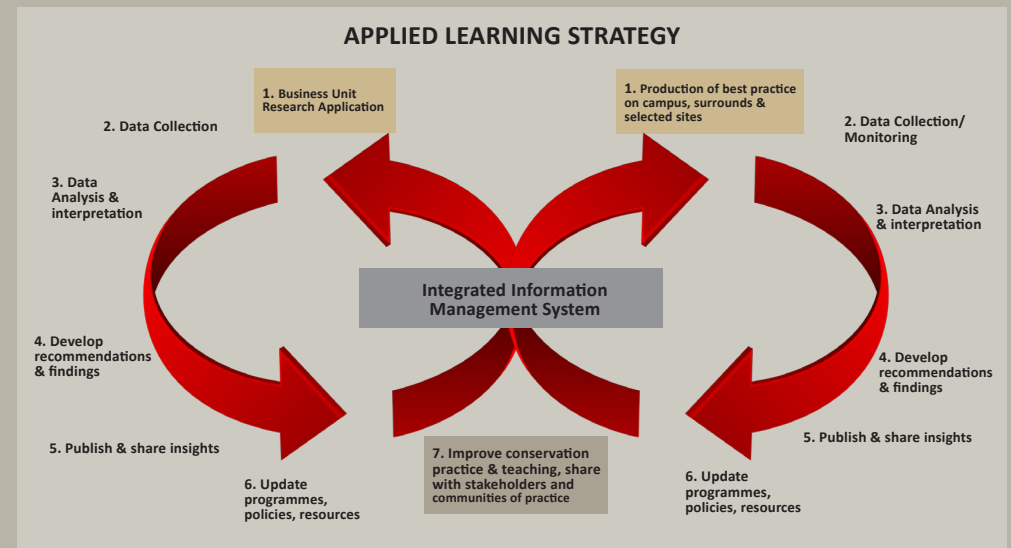 APPLIED LEARNING STRATEGY
1. Business Unit
Research Application
2. Data Collection
3. Data
Analysis &
interpretation
4. Develop
recommendations
& findings
5. Publish & share insights
6. Update
programmes,
policies, resources
1. Production of best practice
on campus, surrounds &
selected sites
2. Data Collection/
Monitoring
3. Data Analysis
& interpretation
4. Develop
recommendations
& findings
5. Publish & share insights
6. Update
programmes,
policies, resources
Integrated Information
Management System
7. Improve conservation
practice & teaching, share
with stakeholders and
communities of practice